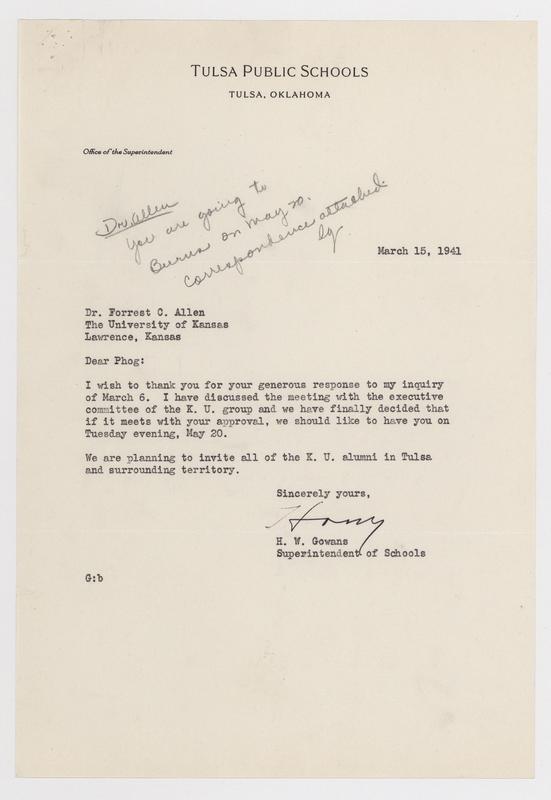 TULSA PUBLIC SCHOOLS
TULSA, OKLAHOMA
Office of the Superintendent
Dr. Allen
You are going to
Burns on May 20.
Correspondence attached.
March 15, 1941
Dr. Forrest C. Allen
The University of Kansas
Lawrence, Kansas
Dear Phog:
I wish to thank you for your generous response to my inquiry
of March 6. I have discussed the meeting with the executive
committee of the K. U. group and we have finally decided that
if it meets with your approval, we should like to have you on
Tuesday evening, May 20.
We are planning to invite all of the K. U. alumni in Tulsa
and surrounding territory.
Sincerely yours,
H. W. Gowans
Superintendent of Schools
G:b